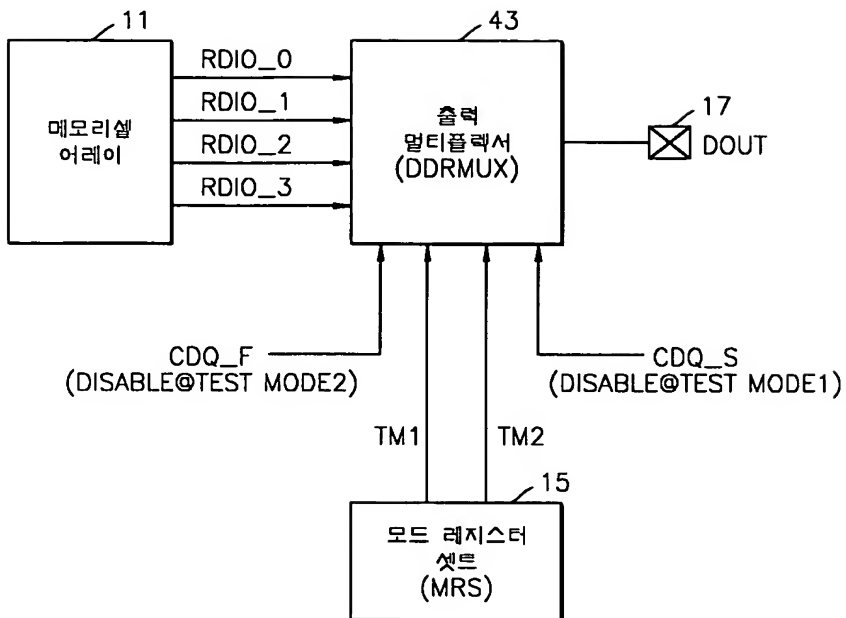 11
43
RDIO_0
RDIO_1
RDIO_2
RDIO_3
메모리셀
어레이
출력
멀티플렉서
(DDRMUX)
17
DOUT
CDQ_F
(DISABLE@TEST MODE2)
CDQ_S
(DISABLE@TEST MODE1)
TM1
TM2
15
모드 레지스터
셋트
(MRS)